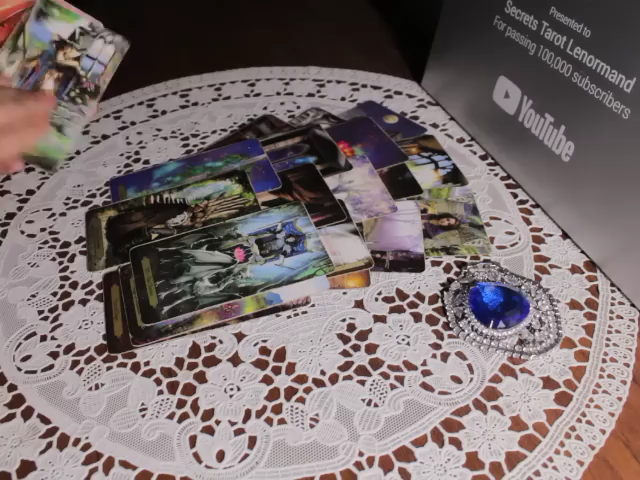 Presented to
Secrets Tarot Lenormand
For passing 100,000 subscribers
YouTube